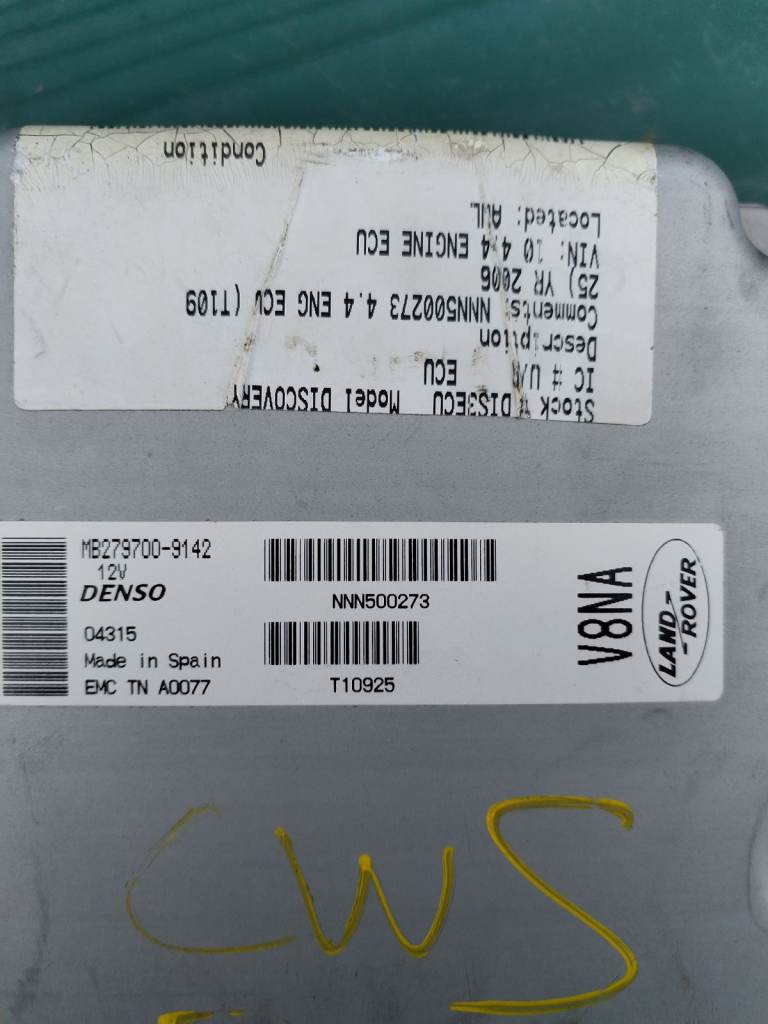 Stock # DIS3ECU Model DISCOVERY
IC # U/ ECU
Description
Comments: NNN500273 4.4 ENG ECU (T109
25) YR 2006
VIN: 10 4.4 ENGINE ECU
Located: AWL
Condition
MB279700-9142
12V
DENSO
04315
Made in Spain
EMC TN A0077
NNN500273
T10925
V8NA
LAND-
-ROVER
CWS